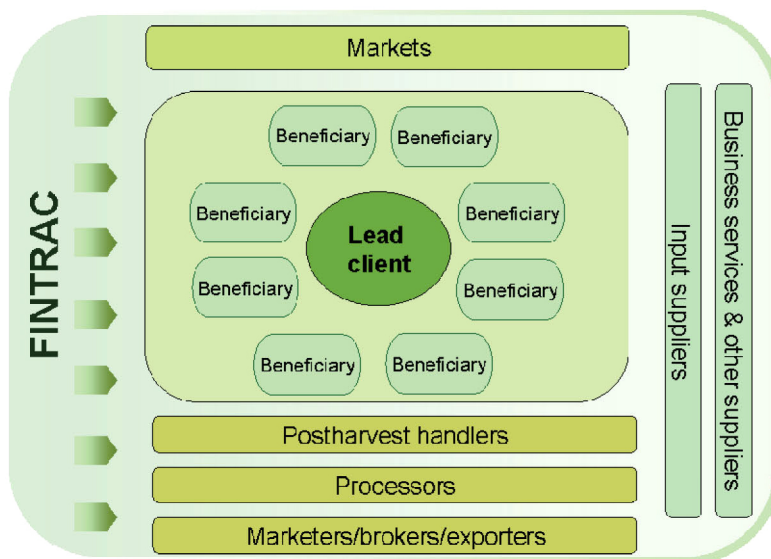 Markets
FINTRAC
Beneficiary
Beneficiary
Beneficiary
Beneficiary
Lead
client
Beneficiary
Beneficiary
Beneficiary
Beneficiary
Input suppliers
Business services & other suppliers
Postharvest handlers
Processors
Marketers/brokers/exporters